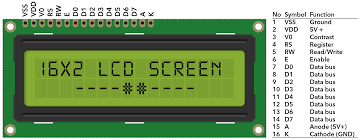 VSS VDD V0 RS RW E D0 D1 D2 D3 D4 D5 D6 D7 A K
16X2 LCD SCREEN
----##----
No Symbol Function
1 VSS Ground
2 VDD 5V +
3 V0 Contrast
4 RS Register
5 RW Read/Write
6 E Enable
7 D0 Data bus
8 D1 Data bus
9 D2 Data bus
10 D3 Data bus
11 D4 Data bus
12 D5 Data bus
13 D6 Data bus
14 D7 Data bus
15 A Anode (5V+)
16 K Cathode (GND)